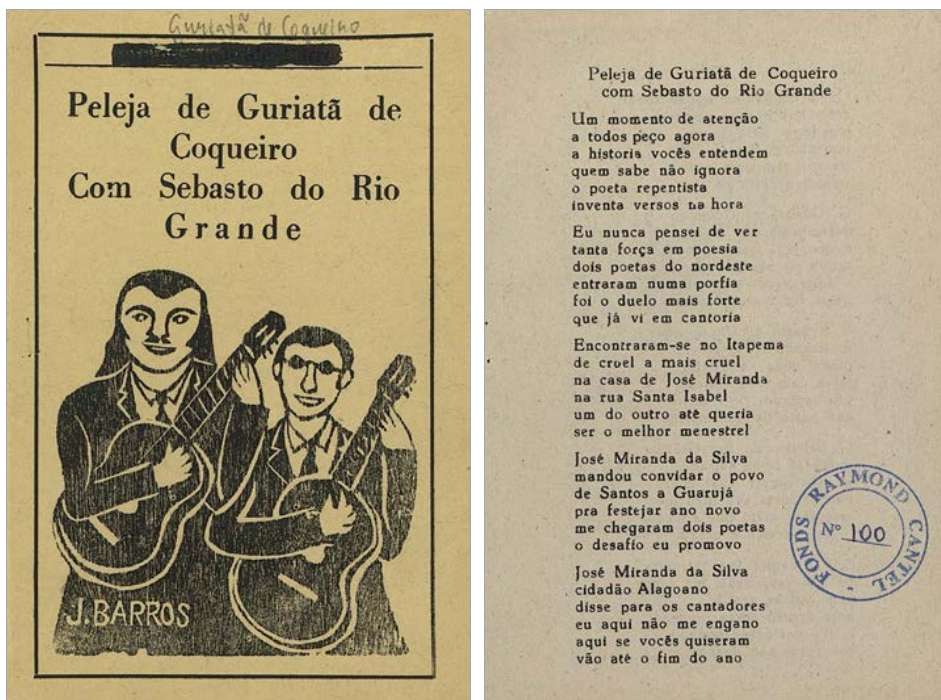 Guriatã de Coqueiro
Peleja de Guriatã de
Coqueiro
Com Sebasto do Rio
Grande
J. BARROS
Peleja de Guriatã de Coqueiro
com Sebasto do Rio Grande
Um momento de atenção
a todos peço agora
a historia vocês entendem
quem sabe não ignora
o poeta repentista
inventa versos na hora
Eu nunca pensei de ver
tanta força em poesia
dois poetas do nordeste
entraram numa porfia
foi o duelo mais forte
que já vi em cantoria
Encontraram-se no Itapema
de cruel a mais cruel
na casa de José Miranda
na rua Santa Isabel
um do outro até queria
ser o melhor menestrel
José Miranda da Silva
mandou convidar o povo
de Santos a Guarujá
pra festejar ano novo
me chegaram dois poetas
o desafio eu promovo
José Miranda da Silva
cidadão Alagoano
disse para os cantadores
eu aqui não me engano
aqui se vocês quiseram
vão até o fim do ano
FONDS RAYMOND CANTEL -
Nº 100